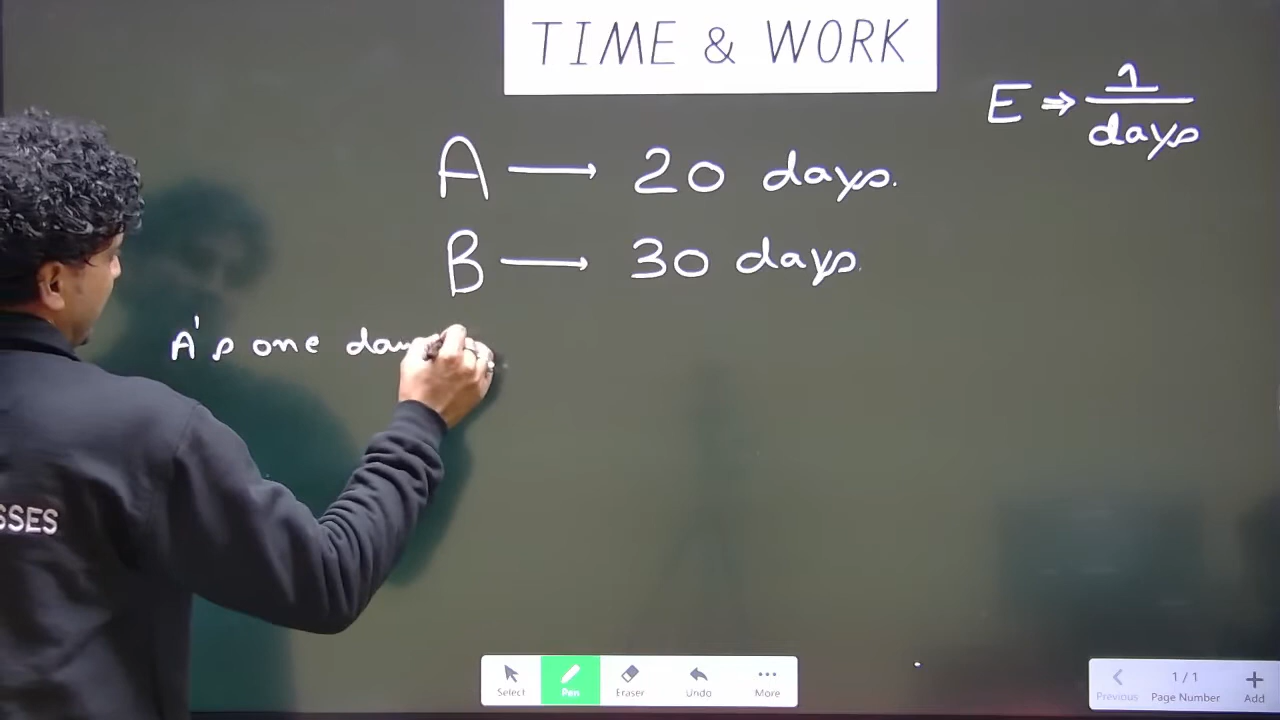 TIME & WORK
E ⇒ 1/days
A → 20 days.
B → 30 days.
A's one day
SSES
Select Pen Eraser Undo More
Previous 1 / 1 Page Number Add